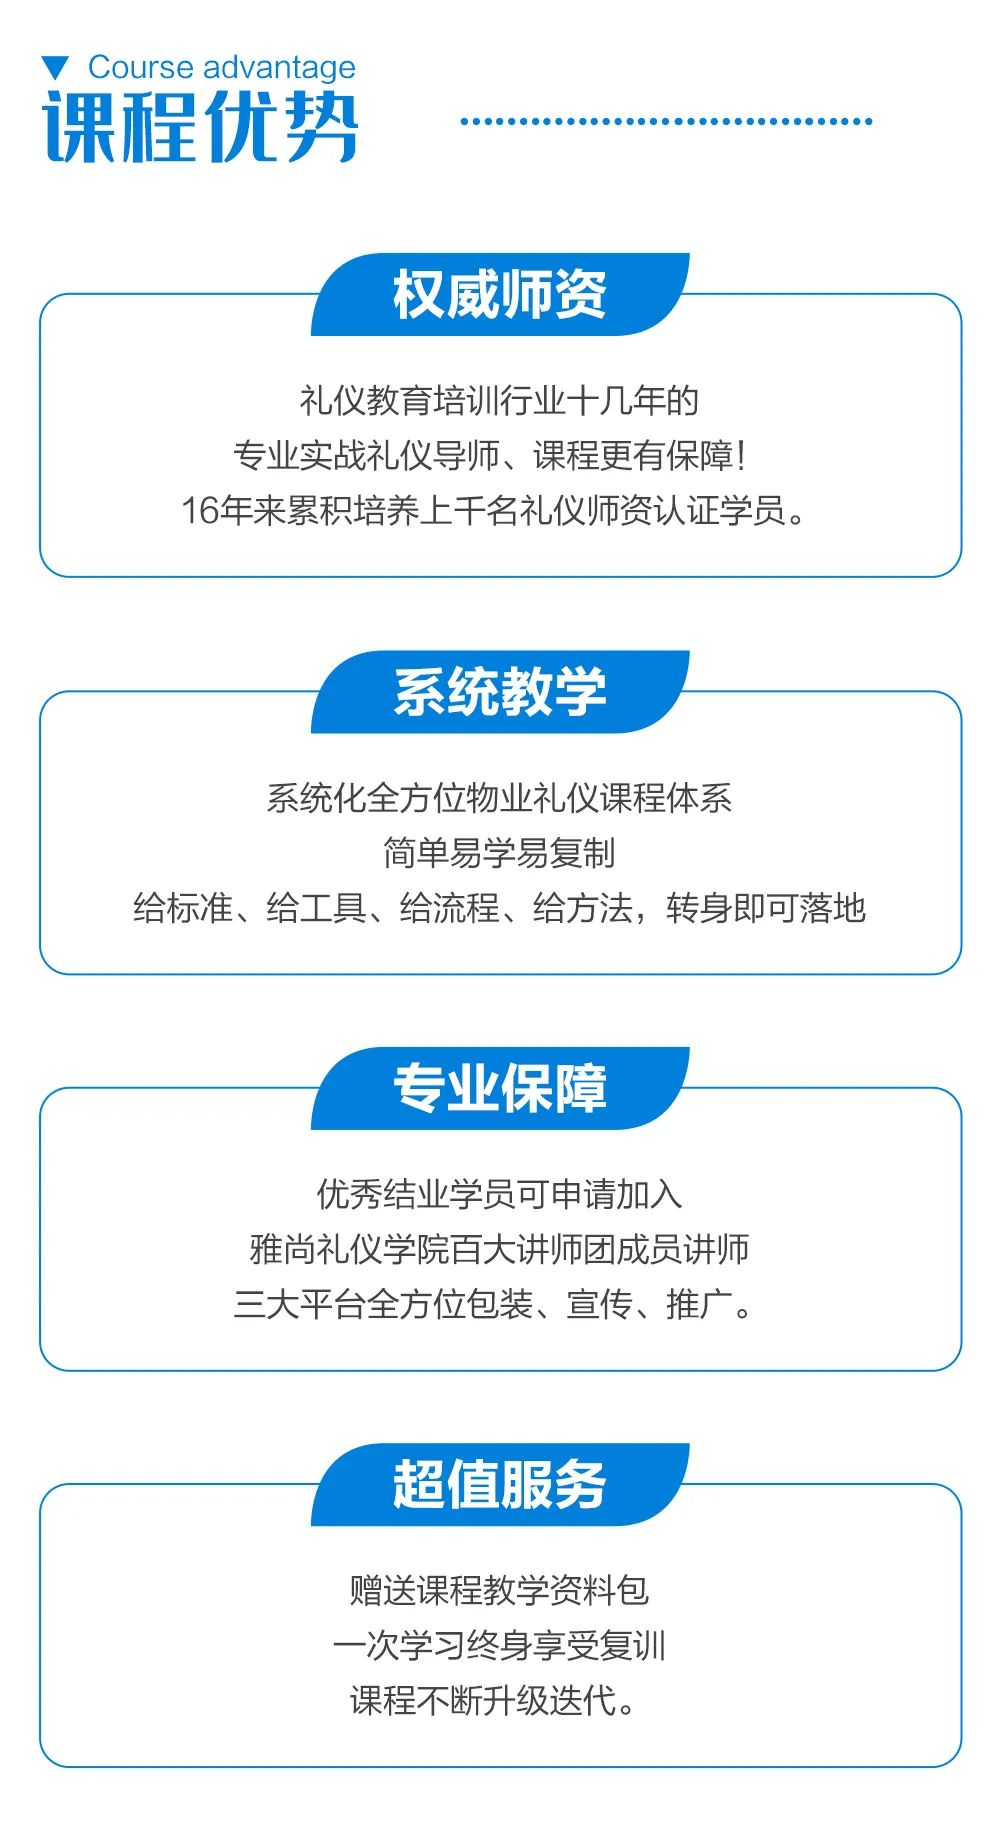 Course advantage
课程优势
权威师资
礼仪教育培训行业十几年的
专业实战礼仪导师、课程更有保障！
16年来累积培养上千名礼仪师资认证学员。
系统教学
系统化全方位物业礼仪课程体系
简单易学易复制
给标准、给工具、给流程、给方法，转身即可落地
专业保障
优秀结业学员可申请加入
雅尚礼仪学院百大讲师团成员讲师
三大平台全方位包装、宣传、推广。
超值服务
赠送课程教学资料包
一次学习终身享受复训
课程不断升级迭代。